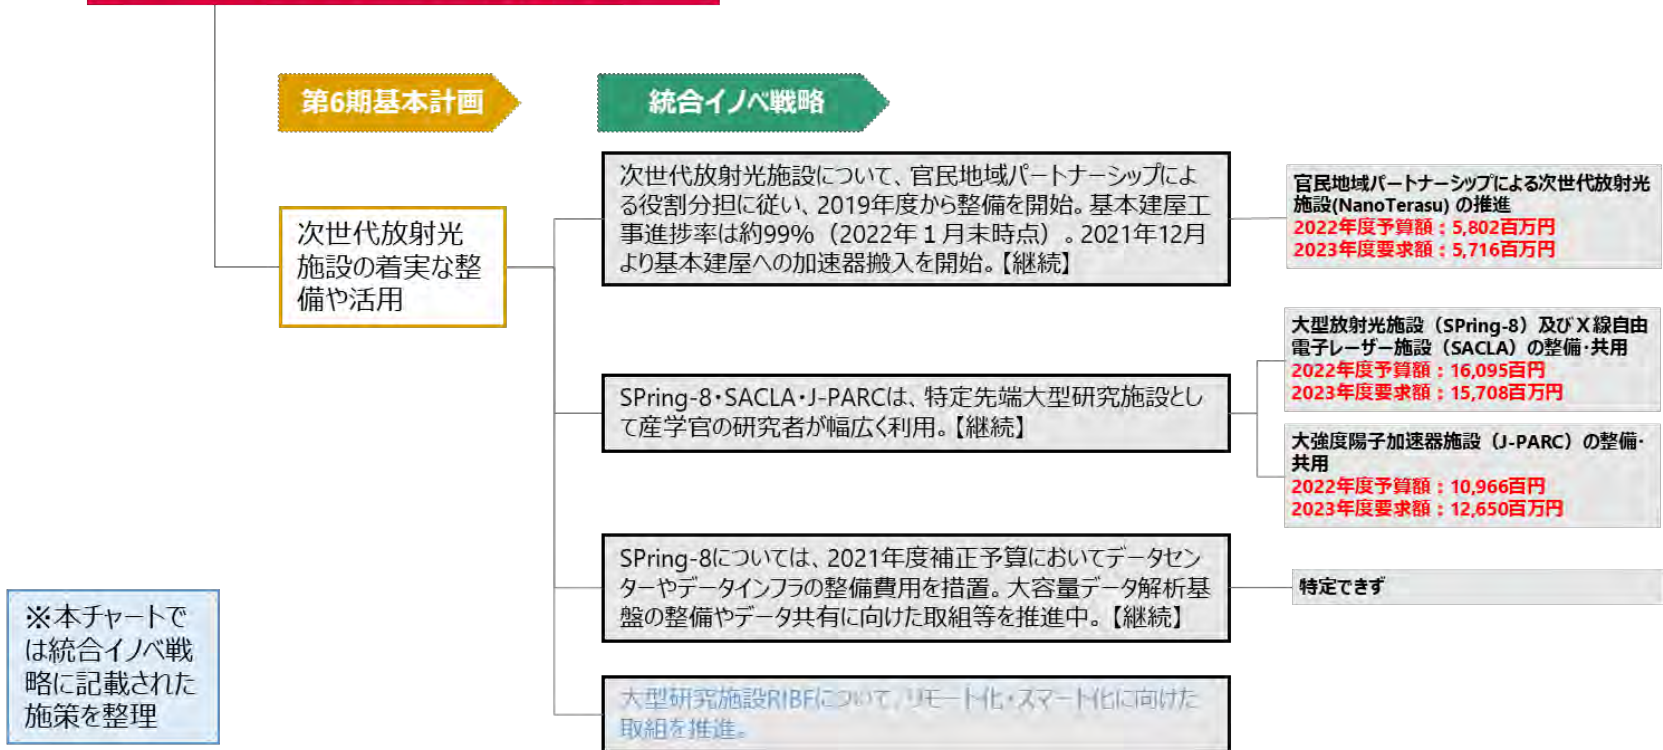 第6期基本計画
統合イノベ戦略
次世代放射光
施設の着実な整
備や活用
次世代放射光施設について、官民地域パートナーシップによ
る役割分担に従い、2019年度から整備を開始。基本建屋工
事進捗率は約99%（2022年１月末時点）。2021年12月
より基本建屋への加速器搬入を開始。【継続】
官民地域パートナーシップによる次世代放射光
施設(NanoTerasu) の推進
2022年度予算額：5,802百万円
2023年度要求額：5,716百万円
SPring-8・SACLA・J-PARCは、特定先端大型研究施設とし
て産学官の研究者が幅広く利用。【継続】
大型放射光施設（SPring-8）及びＸ線自由
電子レーザー施設（SACLA）の整備・共用
2022年度予算額：16,095百円
2023年度要求額：15,708百万円
大強度陽子加速器施設（J-PARC）の整備・
共用
2022年度予算額：10,966百円
2023年度要求額：12,650百万円
SPring-8については、2021年度補正予算においてデータセン
ターやデータインフラの整備費用を措置。大容量データ解析基
盤の整備やデータ共有に向けた取組等を推進中。【継続】
特定できず
大型研究施設RIBFについて、リモート化・スマート化に向けた
取組を推進。
※本チャートで
は統合イノベ戦
略に記載された
施策を整理